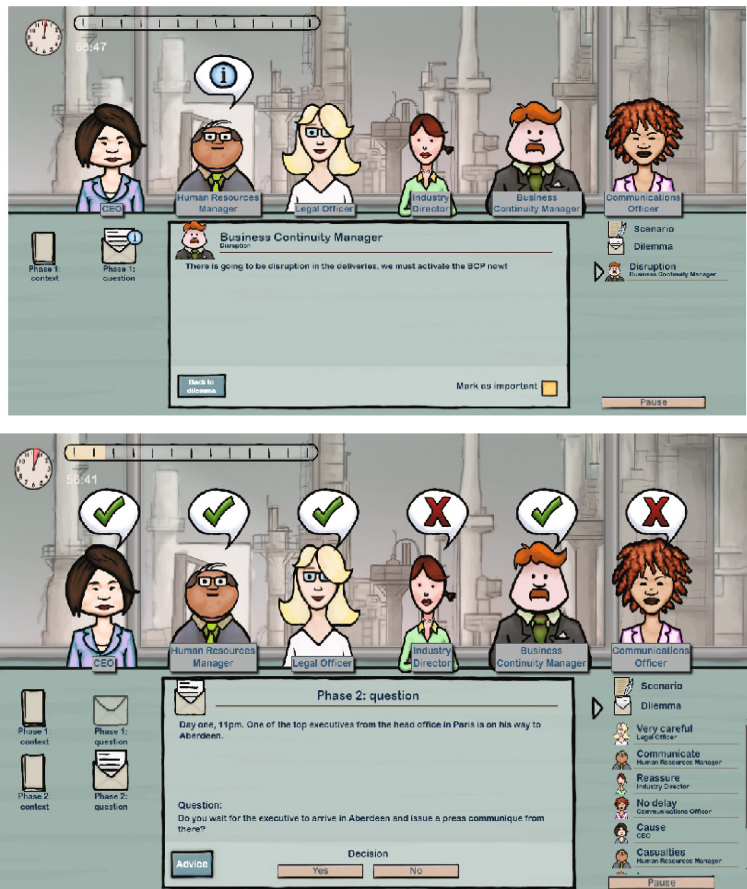 58:47
CEO
Human Resources
Manager
Legal Officer
Industry
Director
Business
Continuity Manager
Communications
Officer
Phase 1:
context
Phase 1:
question
Business Continuity Manager
Disruption
There is going to be disruption in the deliveries, we must activate the BCP now!
Back to
dilemma
Mark as important
Scenario
Dilemma
Disruption
Business Continuity Manager
Pause
56:41
CEO
Human Resources
Manager
Legal Officer
Industry
Director
Business
Continuity Manager
Communications
Officer
Phase 1:
context
Phase 1:
question
Phase 2:
context
Phase 2:
question
Phase 2: question
Day one, 11pm. One of the top executives from the head office in Paris is on his way to
Aberdeen.
Question:
Do you wait for the executive to arrive in Aberdeen and issue a press communique from
there?
Advice
Decision
Yes
No
Scenario
Dilemma
Very careful
Legal Officer
Communicate
Human Resources Manager
Reassure
Industry Director
No delay
Communications Officer
Cause
CEO
Casualties
Human Resources Manager
Pause